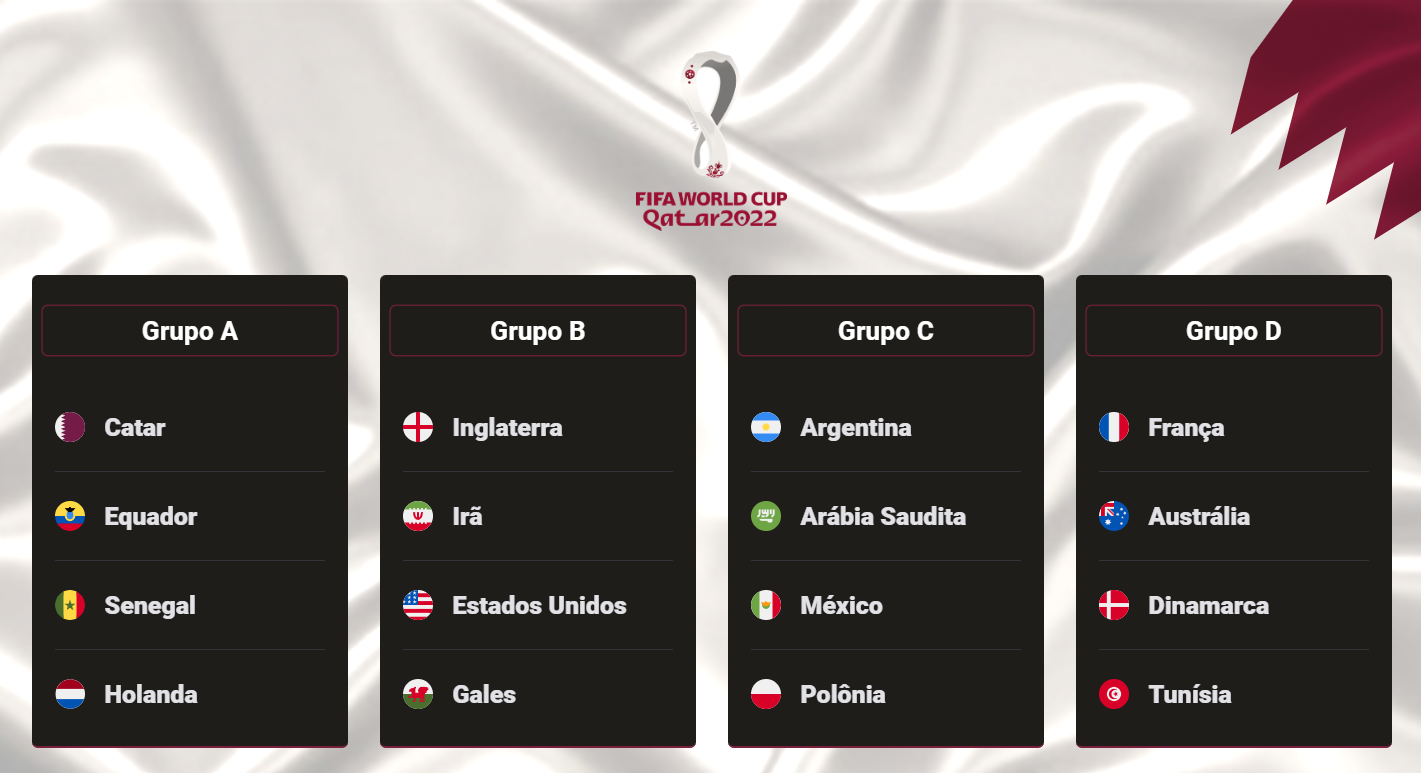 FIFA WORLD CUP
Qatar2022
Grupo A
Catar
Equador
Senegal
Holanda
Grupo B
Inglaterra
Irã
Estados Unidos
Gales
Grupo C
Argentina
Arábia Saudita
México
Polônia
Grupo D
França
Austrália
Dinamarca
Tunísia